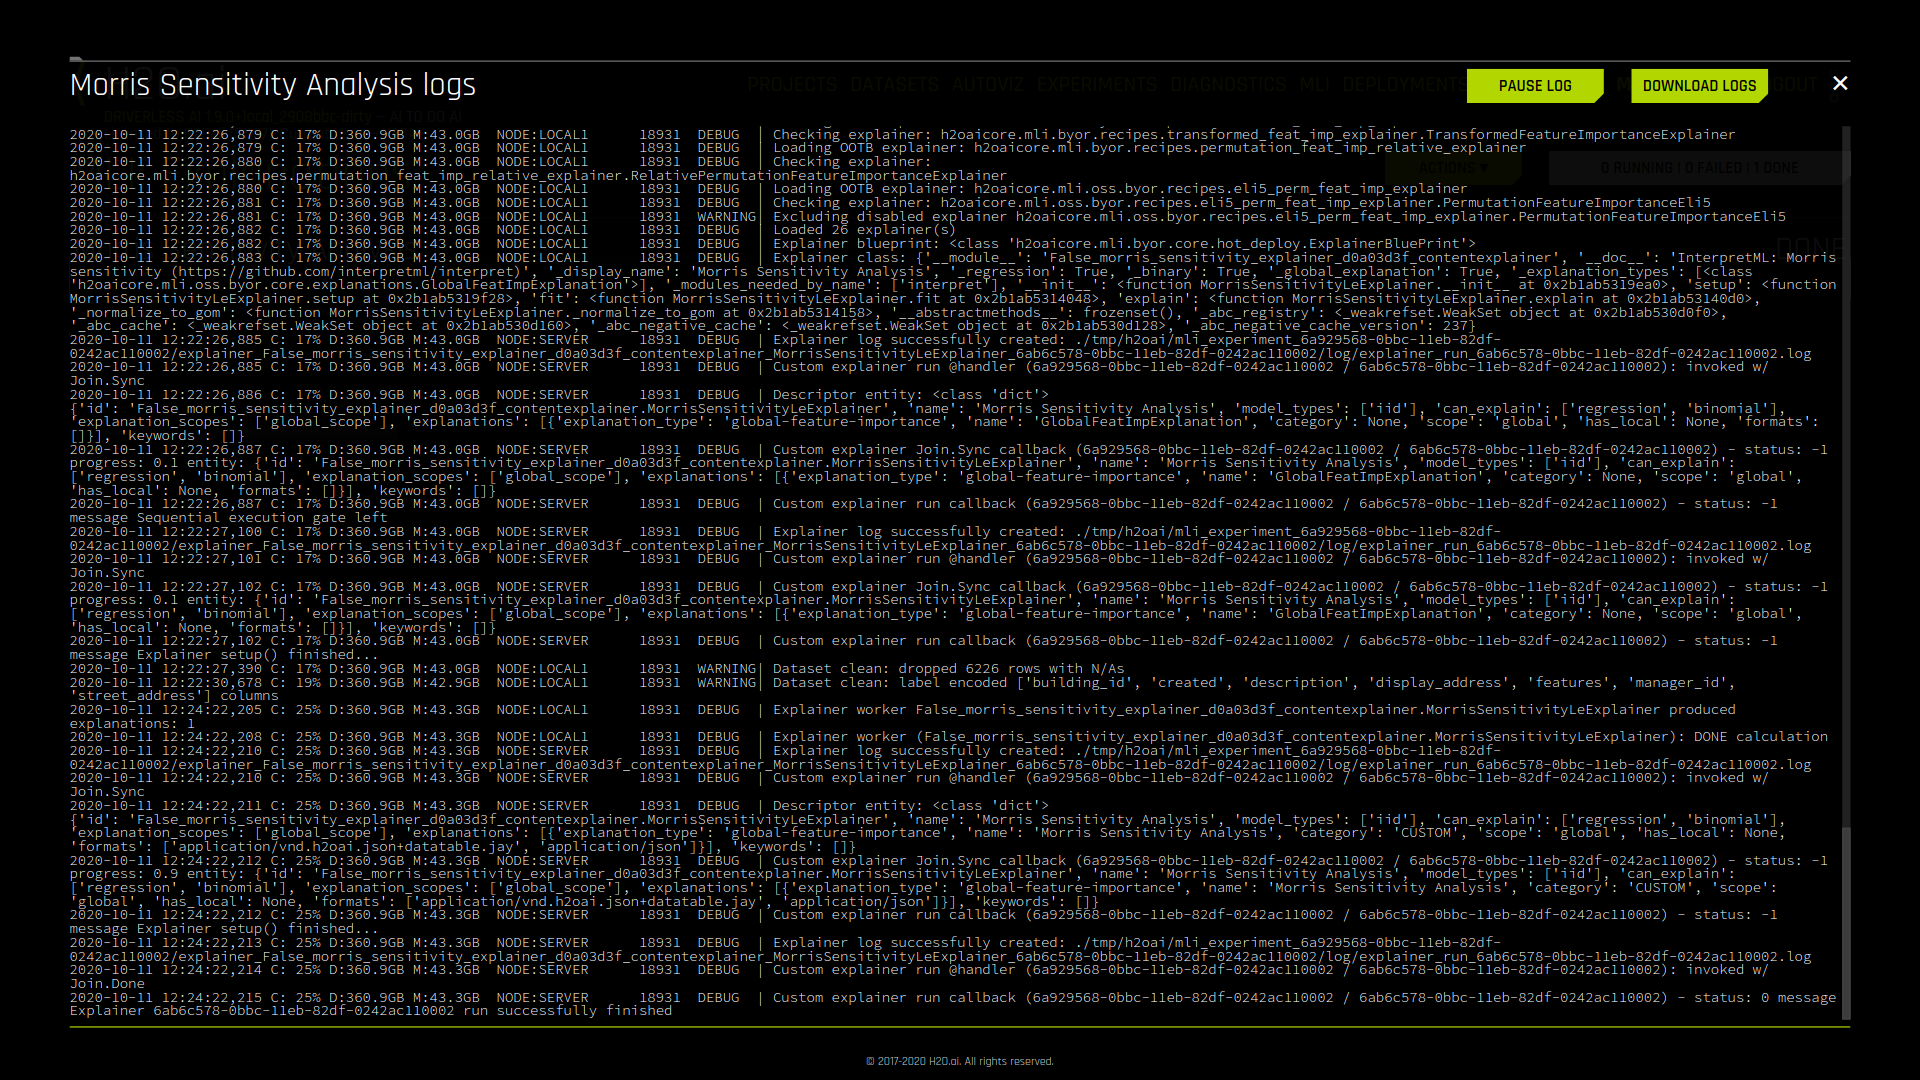 Morris Sensitivity Analysis logs
PROJECTS DATASETS AUTOVIZ EXPERIMENTS DIAGNOSTICS MLI DEPLOYMENTS
PAUSE LOG
DOWNLOAD LOGS
ACTIONS ▾
0 RUNNING | 0 FAILED | 1 DONE
DONE
2020-10-11 12:22:26,879 C: 17% D:360.9GB M:43.0GB NODE:LOCAL1 18931 DEBUG | Checking explainer: h2oaicore.mli.byor.recipes.transformed_feat_imp_explainer.TransformedFeatureImportanceExplainer
2020-10-11 12:22:26,879 C: 17% D:360.9GB M:43.0GB NODE:LOCAL1 18931 DEBUG | Loading OOTB explainer: h2oaicore.mli.byor.recipes.permutation_feat_imp_relative_explainer
2020-10-11 12:22:26,880 C: 17% D:360.9GB M:43.0GB NODE:LOCAL1 18931 DEBUG | Checking explainer:
h2oaicore.mli.byor.recipes.permutation_feat_imp_relative_explainer.RelativePermutationFeatureImportanceExplainer
2020-10-11 12:22:26,880 C: 17% D:360.9GB M:43.0GB NODE:LOCAL1 18931 DEBUG | Loading OOTB explainer: h2oaicore.mli.oss.byor.recipes.eli5_perm_feat_imp_explainer
2020-10-11 12:22:26,881 C: 17% D:360.9GB M:43.0GB NODE:LOCAL1 18931 DEBUG | Checking explainer: h2oaicore.mli.oss.byor.recipes.eli5_perm_feat_imp_explainer.PermutationFeatureImportanceEli5
2020-10-11 12:22:26,881 C: 17% D:360.9GB M:43.0GB NODE:LOCAL1 18931 WARNING| Excluding disabled explainer h2oaicore.mli.oss.byor.recipes.eli5_perm_feat_imp_explainer.PermutationFeatureImportanceEli5
2020-10-11 12:22:26,882 C: 17% D:360.9GB M:43.0GB NODE:LOCAL1 18931 DEBUG | Loaded 26 explainer(s)
2020-10-11 12:22:26,882 C: 17% D:360.9GB M:43.0GB NODE:LOCAL1 18931 DEBUG | Explainer blueprint: <class 'h2oaicore.mli.byor.core.hot_deploy.ExplainerBluePrint'>
2020-10-11 12:22:26,883 C: 17% D:360.9GB M:43.0GB NODE:LOCAL1 18931 DEBUG | Explainer class: {'__module__': 'False_morris_sensitivity_explainer_d0a03d3f_contentexplainer', '__doc__': 'InterpretML: Morris
sensitivity (https://github.com/interpretml/interpret)', '_display_name': 'Morris Sensitivity Analysis', '_regression': True, '_binary': True, '_global_explanation': True, '_explanation_types': [<class
'h2oaicore.mli.oss.byor.core.explanations.GlobalFeatImpExplanation'>], '_modules_needed_by_name': ['interpret'], '__init__': <function MorrisSensitivityLeExplainer.__init__ at 0x2b1ab5319ea0>, 'setup': <function
MorrisSensitivityLeExplainer.setup at 0x2b1ab5319f28>, 'fit': <function MorrisSensitivityLeExplainer.fit at 0x2b1ab5314048>, 'explain': <function MorrisSensitivityLeExplainer.explain at 0x2b1ab53140d0>,
'_normalize_to_gom': <function MorrisSensitivityLeExplainer._normalize_to_gom at 0x2b1ab5314158>, '__abstractmethods__': frozenset(), '_abc_registry': <_weakrefset.WeakSet object at 0x2b1ab530d0f0>,
'_abc_cache': <_weakrefset.WeakSet object at 0x2b1ab530d160>, '_abc_negative_cache': <_weakrefset.WeakSet object at 0x2b1ab530d128>, '_abc_negative_cache_version': 237}
2020-10-11 12:22:26,885 C: 17% D:360.9GB M:43.0GB NODE:SERVER 18931 DEBUG | Explainer log successfully created: ./tmp/h2oai/mli_experiment_6a929568-0bbc-11eb-82df-
0242ac110002/explainer_False_morris_sensitivity_explainer_d0a03d3f_contentexplainer_MorrisSensitivityLeExplainer_6ab6c578-0bbc-11eb-82df-0242ac110002/log/explainer_run_6ab6c578-0bbc-11eb-82df-0242ac110002.log
2020-10-11 12:22:26,885 C: 17% D:360.9GB M:43.0GB NODE:SERVER 18931 DEBUG | Custom explainer run @handler (6a929568-0bbc-11eb-82df-0242ac110002 / 6ab6c578-0bbc-11eb-82df-0242ac110002): invoked w/
Join.Sync
2020-10-11 12:22:26,886 C: 17% D:360.9GB M:43.0GB NODE:SERVER 18931 DEBUG | Descriptor entity: <class 'dict'>
{'id': 'False_morris_sensitivity_explainer_d0a03d3f_contentexplainer.MorrisSensitivityLeExplainer', 'name': 'Morris Sensitivity Analysis', 'model_types': ['iid'], 'can_explain': ['regression', 'binomial'],
'explanation_scopes': ['global_scope'], 'explanations': [{'explanation_type': 'global-feature-importance', 'name': 'GlobalFeatImpExplanation', 'category': None, 'scope': 'global', 'has_local': None, 'formats':
[]}], 'keywords': []}
2020-10-11 12:22:26,887 C: 17% D:360.9GB M:43.0GB NODE:SERVER 18931 DEBUG | Custom explainer Join.Sync callback (6a929568-0bbc-11eb-82df-0242ac110002 / 6ab6c578-0bbc-11eb-82df-0242ac110002) - status: -1
progress: 0.1 entity: {'id': 'False_morris_sensitivity_explainer_d0a03d3f_contentexplainer.MorrisSensitivityLeExplainer', 'name': 'Morris Sensitivity Analysis', 'model_types': ['iid'], 'can_explain':
['regression', 'binomial'], 'explanation_scopes': ['global_scope'], 'explanations': [{'explanation_type': 'global-feature-importance', 'name': 'GlobalFeatImpExplanation', 'category': None, 'scope': 'global',
'has_local': None, 'formats': []}], 'keywords': []}
2020-10-11 12:22:26,887 C: 17% D:360.9GB M:43.0GB NODE:SERVER 18931 DEBUG | Custom explainer run callback (6a929568-0bbc-11eb-82df-0242ac110002 / 6ab6c578-0bbc-11eb-82df-0242ac110002) - status: -1
message Sequential execution gate left
2020-10-11 12:22:27,100 C: 17% D:360.9GB M:43.0GB NODE:SERVER 18931 DEBUG | Explainer log successfully created: ./tmp/h2oai/mli_experiment_6a929568-0bbc-11eb-82df-
0242ac110002/explainer_False_morris_sensitivity_explainer_d0a03d3f_contentexplainer_MorrisSensitivityLeExplainer_6ab6c578-0bbc-11eb-82df-0242ac110002/log/explainer_run_6ab6c578-0bbc-11eb-82df-0242ac110002.log
2020-10-11 12:22:27,101 C: 17% D:360.9GB M:43.0GB NODE:SERVER 18931 DEBUG | Custom explainer run @handler (6a929568-0bbc-11eb-82df-0242ac110002 / 6ab6c578-0bbc-11eb-82df-0242ac110002): invoked w/
Join.Sync
2020-10-11 12:22:27,102 C: 17% D:360.9GB M:43.0GB NODE:SERVER 18931 DEBUG | Custom explainer Join.Sync callback (6a929568-0bbc-11eb-82df-0242ac110002 / 6ab6c578-0bbc-11eb-82df-0242ac110002) - status: -1
progress: 0.1 entity: {'id': 'False_morris_sensitivity_explainer_d0a03d3f_contentexplainer.MorrisSensitivityLeExplainer', 'name': 'Morris Sensitivity Analysis', 'model_types': ['iid'], 'can_explain':
['regression', 'binomial'], 'explanation_scopes': ['global_scope'], 'explanations': [{'explanation_type': 'global-feature-importance', 'name': 'GlobalFeatImpExplanation', 'category': None, 'scope': 'global',
'has_local': None, 'formats': []}], 'keywords': []}
2020-10-11 12:22:27,102 C: 17% D:360.9GB M:43.0GB NODE:SERVER 18931 DEBUG | Custom explainer run callback (6a929568-0bbc-11eb-82df-0242ac110002 / 6ab6c578-0bbc-11eb-82df-0242ac110002) - status: -1
message Explainer setup() finished...
2020-10-11 12:22:27,390 C: 17% D:360.9GB M:43.0GB NODE:LOCAL1 18931 WARNING| Dataset clean: dropped 6226 rows with N/As
2020-10-11 12:22:30,678 C: 19% D:360.9GB M:42.9GB NODE:LOCAL1 18931 WARNING| Dataset clean: label encoded ['building_id', 'created', 'description', 'display_address', 'features', 'manager_id',
'street_address'] columns
2020-10-11 12:24:22,205 C: 25% D:360.9GB M:43.3GB NODE:LOCAL1 18931 DEBUG | Explainer worker False_morris_sensitivity_explainer_d0a03d3f_contentexplainer.MorrisSensitivityLeExplainer produced
explanations: 1
2020-10-11 12:24:22,208 C: 25% D:360.9GB M:43.3GB NODE:LOCAL1 18931 DEBUG | Explainer worker (False_morris_sensitivity_explainer_d0a03d3f_contentexplainer.MorrisSensitivityLeExplainer): DONE calculation
2020-10-11 12:24:22,210 C: 25% D:360.9GB M:43.3GB NODE:SERVER 18931 DEBUG | Explainer log successfully created: ./tmp/h2oai/mli_experiment_6a929568-0bbc-11eb-82df-
0242ac110002/explainer_False_morris_sensitivity_explainer_d0a03d3f_contentexplainer_MorrisSensitivityLeExplainer_6ab6c578-0bbc-11eb-82df-0242ac110002/log/explainer_run_6ab6c578-0bbc-11eb-82df-0242ac110002.log
2020-10-11 12:24:22,210 C: 25% D:360.9GB M:43.3GB NODE:SERVER 18931 DEBUG | Custom explainer run @handler (6a929568-0bbc-11eb-82df-0242ac110002 / 6ab6c578-0bbc-11eb-82df-0242ac110002): invoked w/
Join.Sync
2020-10-11 12:24:22,211 C: 25% D:360.9GB M:43.3GB NODE:SERVER 18931 DEBUG | Descriptor entity: <class 'dict'>
{'id': 'False_morris_sensitivity_explainer_d0a03d3f_contentexplainer.MorrisSensitivityLeExplainer', 'name': 'Morris Sensitivity Analysis', 'model_types': ['iid'], 'can_explain': ['regression', 'binomial'],
'explanation_scopes': ['global_scope'], 'explanations': [{'explanation_type': 'global-feature-importance', 'name': 'Morris Sensitivity Analysis', 'category': 'CUSTOM', 'scope': 'global', 'has_local': None,
'formats': ['application/vnd.h2oai.json+datatable.jay', 'application/json']}], 'keywords': []}
2020-10-11 12:24:22,212 C: 25% D:360.9GB M:43.3GB NODE:SERVER 18931 DEBUG | Custom explainer Join.Sync callback (6a929568-0bbc-11eb-82df-0242ac110002 / 6ab6c578-0bbc-11eb-82df-0242ac110002) - status: -1
progress: 0.9 entity: {'id': 'False_morris_sensitivity_explainer_d0a03d3f_contentexplainer.MorrisSensitivityLeExplainer', 'name': 'Morris Sensitivity Analysis', 'model_types': ['iid'], 'can_explain':
['regression', 'binomial'], 'explanation_scopes': ['global_scope'], 'explanations': [{'explanation_type': 'global-feature-importance', 'name': 'Morris Sensitivity Analysis', 'category': 'CUSTOM', 'scope':
'global', 'has_local': None, 'formats': ['application/vnd.h2oai.json+datatable.jay', 'application/json']}], 'keywords': []}
2020-10-11 12:24:22,212 C: 25% D:360.9GB M:43.3GB NODE:SERVER 18931 DEBUG | Custom explainer run callback (6a929568-0bbc-11eb-82df-0242ac110002 / 6ab6c578-0bbc-11eb-82df-0242ac110002) - status: -1
message Explainer setup() finished...
2020-10-11 12:24:22,213 C: 25% D:360.9GB M:43.3GB NODE:SERVER 18931 DEBUG | Explainer log successfully created: ./tmp/h2oai/mli_experiment_6a929568-0bbc-11eb-82df-
0242ac110002/explainer_False_morris_sensitivity_explainer_d0a03d3f_contentexplainer_MorrisSensitivityLeExplainer_6ab6c578-0bbc-11eb-82df-0242ac110002/log/explainer_run_6ab6c578-0bbc-11eb-82df-0242ac110002.log
2020-10-11 12:24:22,214 C: 25% D:360.9GB M:43.3GB NODE:SERVER 18931 DEBUG | Custom explainer run @handler (6a929568-0bbc-11eb-82df-0242ac110002 / 6ab6c578-0bbc-11eb-82df-0242ac110002): invoked w/
Join.Done
2020-10-11 12:24:22,215 C: 25% D:360.9GB M:43.3GB NODE:SERVER 18931 DEBUG | Custom explainer run callback (6a929568-0bbc-11eb-82df-0242ac110002 / 6ab6c578-0bbc-11eb-82df-0242ac110002) - status: 0 message
Explainer 6ab6c578-0bbc-11eb-82df-0242ac110002 run successfully finished
© 2017-2020 H2O.ai. All rights reserved.